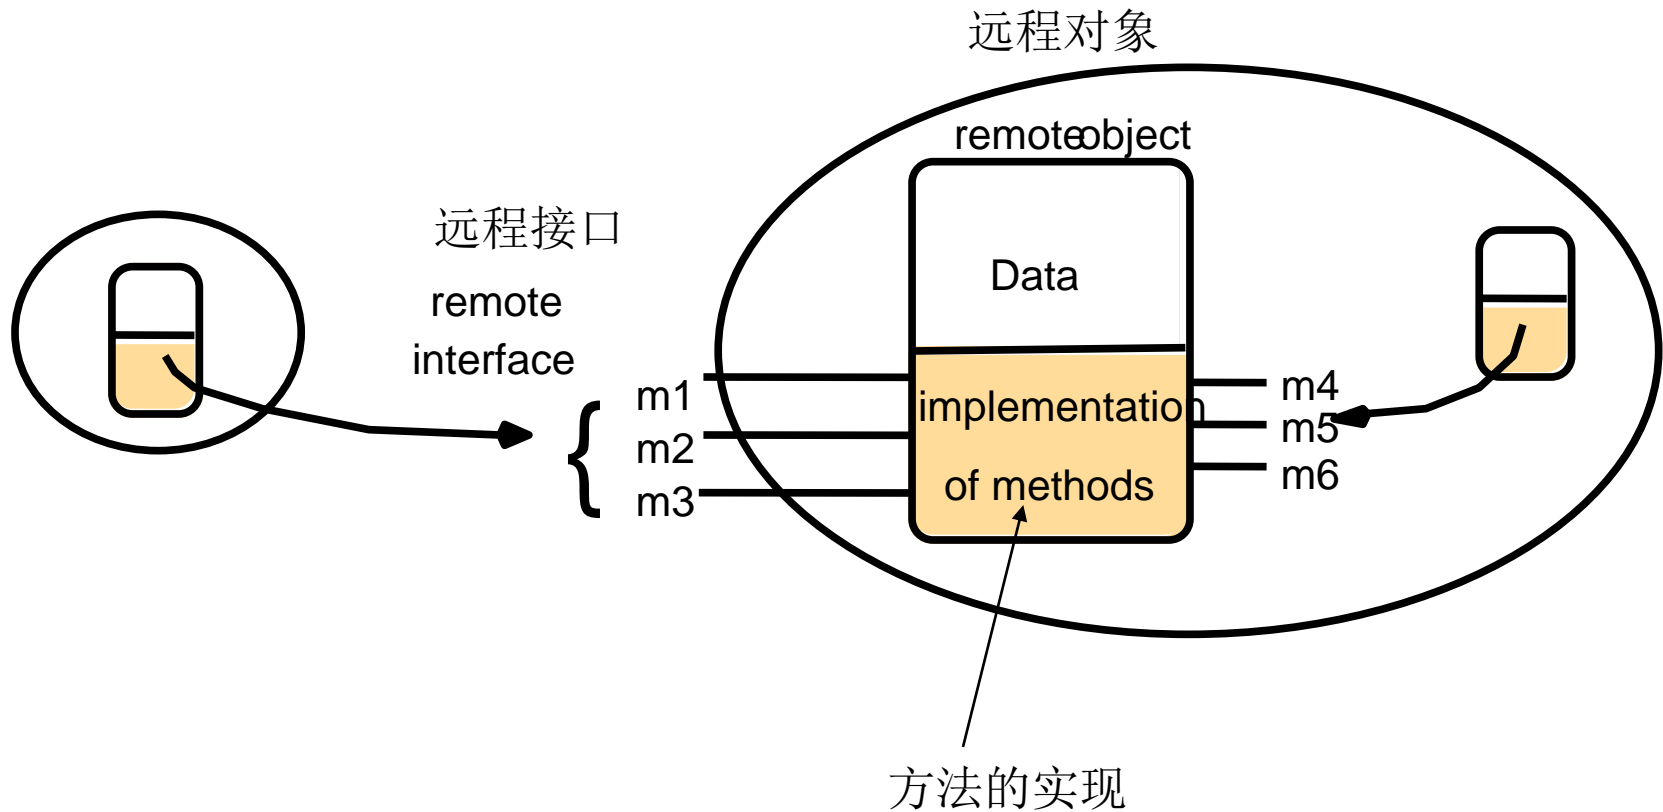 远程对象
remoteobject
远程接口
remote
interface
Data
{
m1
m2
m3
implementation
of methods
m4
m5
m6
方法的实现